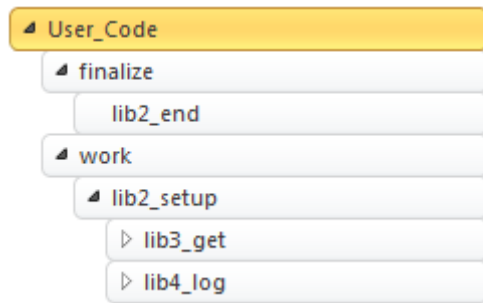 User_Code
finalize
lib2_end
work
lib2_setup
lib3_get
lib4_log